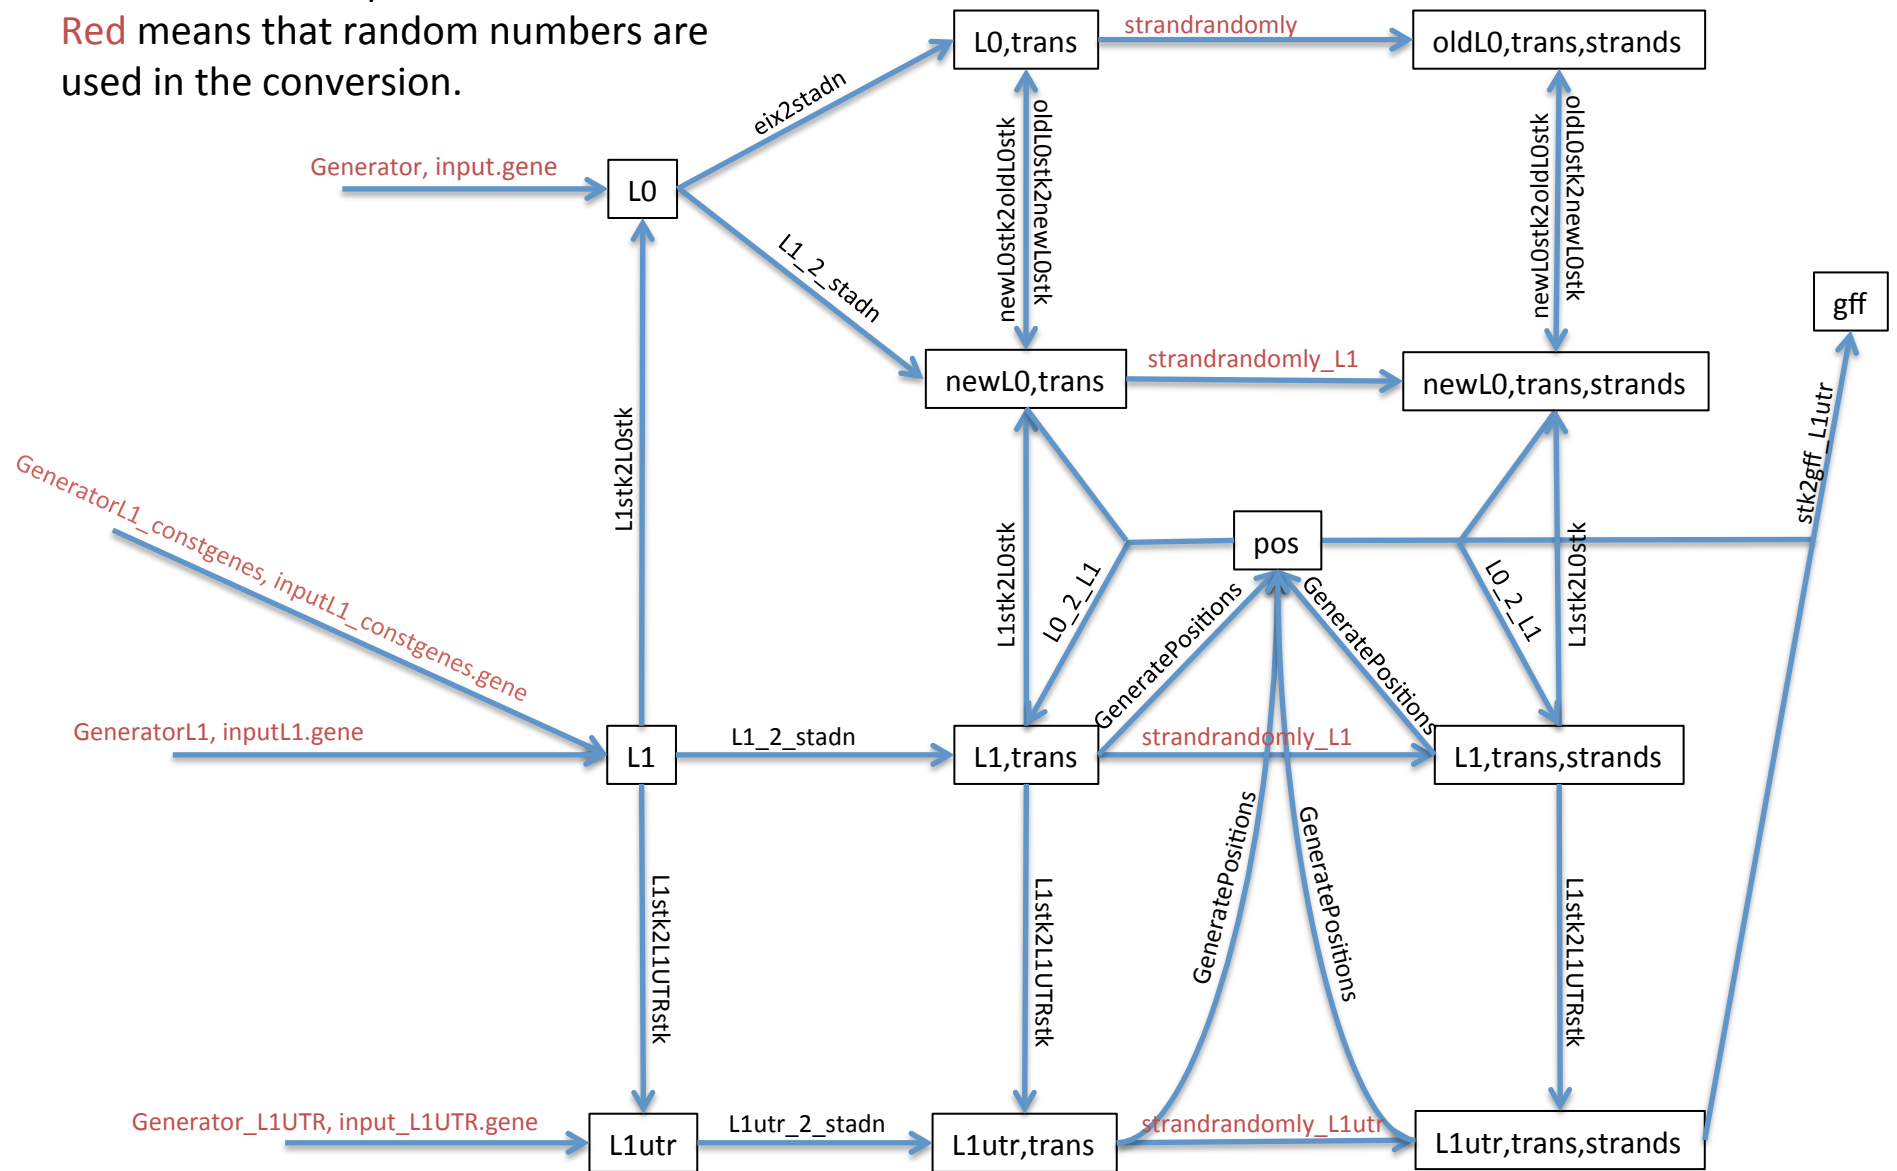 Red means that random numbers are
used in the conversion.
L0,trans
strandrandomly
oldL0,trans,strands
eix2stadn
newL0stk2oldL0stk
oldL0stk2newL0stk
newL0stk2oldL0stk
oldL0stk2newL0stk
Generator, input.gene
L0
L1_2_stadn
gff
newL0,trans
strandrandomly_L1
newL0,trans,strands
stk2gff_L1utr
L1stk2L0stk
GeneratorL1_constgenes, inputL1_constgenes.gene
L1stk2L0stk
L0_2_L1
pos
L0_2_L1
L1stk2L0stk
GeneratePositions
GeneratePositions
GeneratorL1, inputL1.gene
L1
L1_2_stadn
L1,trans
strandrandomly_L1
L1,trans,strands
L1stk2L1UTRstk
L1stk2L1UTRstk
GeneratePositions
GeneratePositions
L1stk2L1UTRstk
Generator_L1UTR, input_L1UTR.gene
L1utr
L1utr_2_stadn
L1utr,trans
strandrandomly_L1utr
L1utr,trans,strands